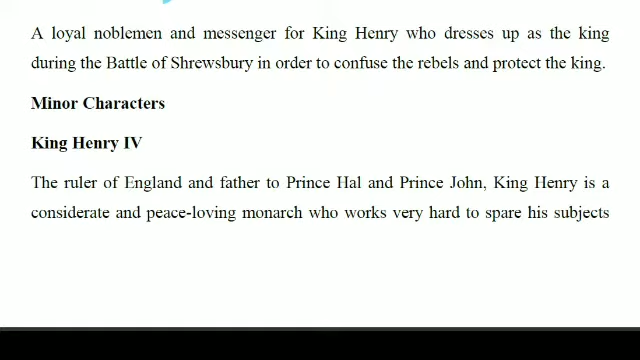 A loyal noblemen and messenger for King Henry who dresses up as the king
during the Battle of Shrewsbury in order to confuse the rebels and protect the king.
Minor Characters
King Henry IV
The ruler of England and father to Prince Hal and Prince John, King Henry is a
considerate and peace-loving monarch who works very hard to spare his subjects